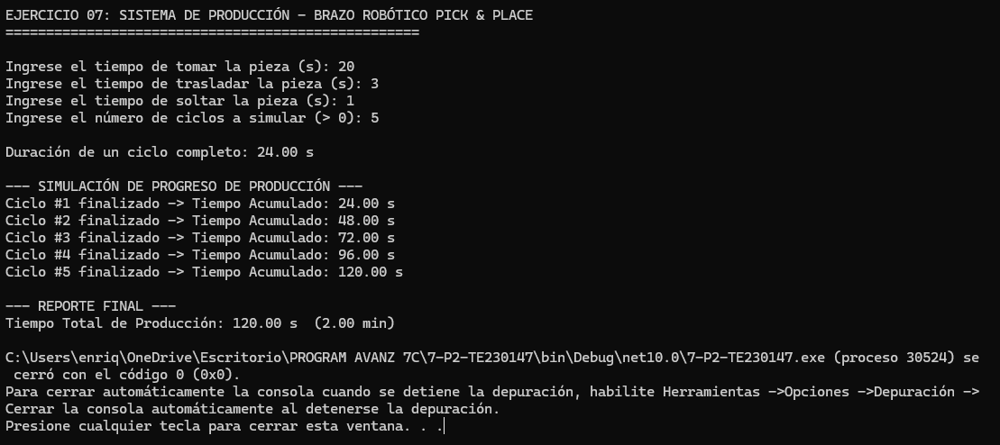 EJERCICIO 07: SISTEMA DE PRODUCCIÓN - BRAZO ROBÓTICO PICK & PLACE
===================================================
Ingrese el tiempo de tomar la pieza (s): 20
Ingrese el tiempo de trasladar la pieza (s): 3
Ingrese el tiempo de soltar la pieza (s): 1
Ingrese el número de ciclos a simular (> 0): 5
Duración de un ciclo completo: 24.00 s
--- SIMULACIÓN DE PROGRESO DE PRODUCCIÓN ---
Ciclo #1 finalizado -> Tiempo Acumulado: 24.00 s
Ciclo #2 finalizado -> Tiempo Acumulado: 48.00 s
Ciclo #3 finalizado -> Tiempo Acumulado: 72.00 s
Ciclo #4 finalizado -> Tiempo Acumulado: 96.00 s
Ciclo #5 finalizado -> Tiempo Acumulado: 120.00 s
--- REPORTE FINAL ---
Tiempo Total de Producción: 120.00 s  (2.00 min)
C:\Users\enriq\OneDrive\Escritorio\PROGRAM AVANZ 7C\7-P2-TE230147\bin\Debug\net10.0\7-P2-TE230147.exe (proceso 30524) se
 cerró con el código 0 (0x0).
Para cerrar automáticamente la consola cuando se detiene la depuración, habilite Herramientas ->Opciones ->Depuración ->
Cerrar la consola automáticamente al detenerse la depuración.
Presione cualquier tecla para cerrar esta ventana. . .